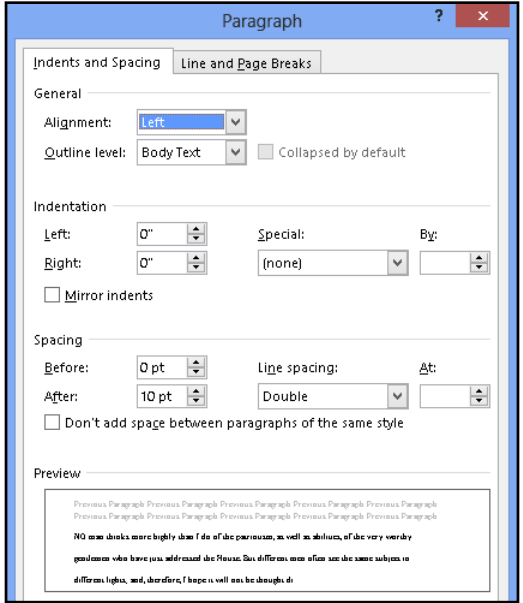 Paragraph ? ×
Indents and Spacing Line and Page Breaks
General
Alignment: Left
Outline level: Body Text Collapsed by default
Indentation
Left: 0" Special: By:
Right: 0" (none)
Mirror indents
Spacing
Before: 0 pt Line spacing: At:
After: 10 pt Double
Don't add space between paragraphs of the same style
Preview
Previous Paragraph Previous Paragraph Previous Paragraph Previous Paragraph Previous Paragraph
Previous Paragraph Previous Paragraph Previous Paragraph Previous Paragraph Previous Paragraph
NO man thinks more highly than I do of the patriotism, as well as abilities, of the very worthy
gentlemen who have just addressed the House. But different men often see the same subject in
different lights, and, therefore, I hope it will not be thought di